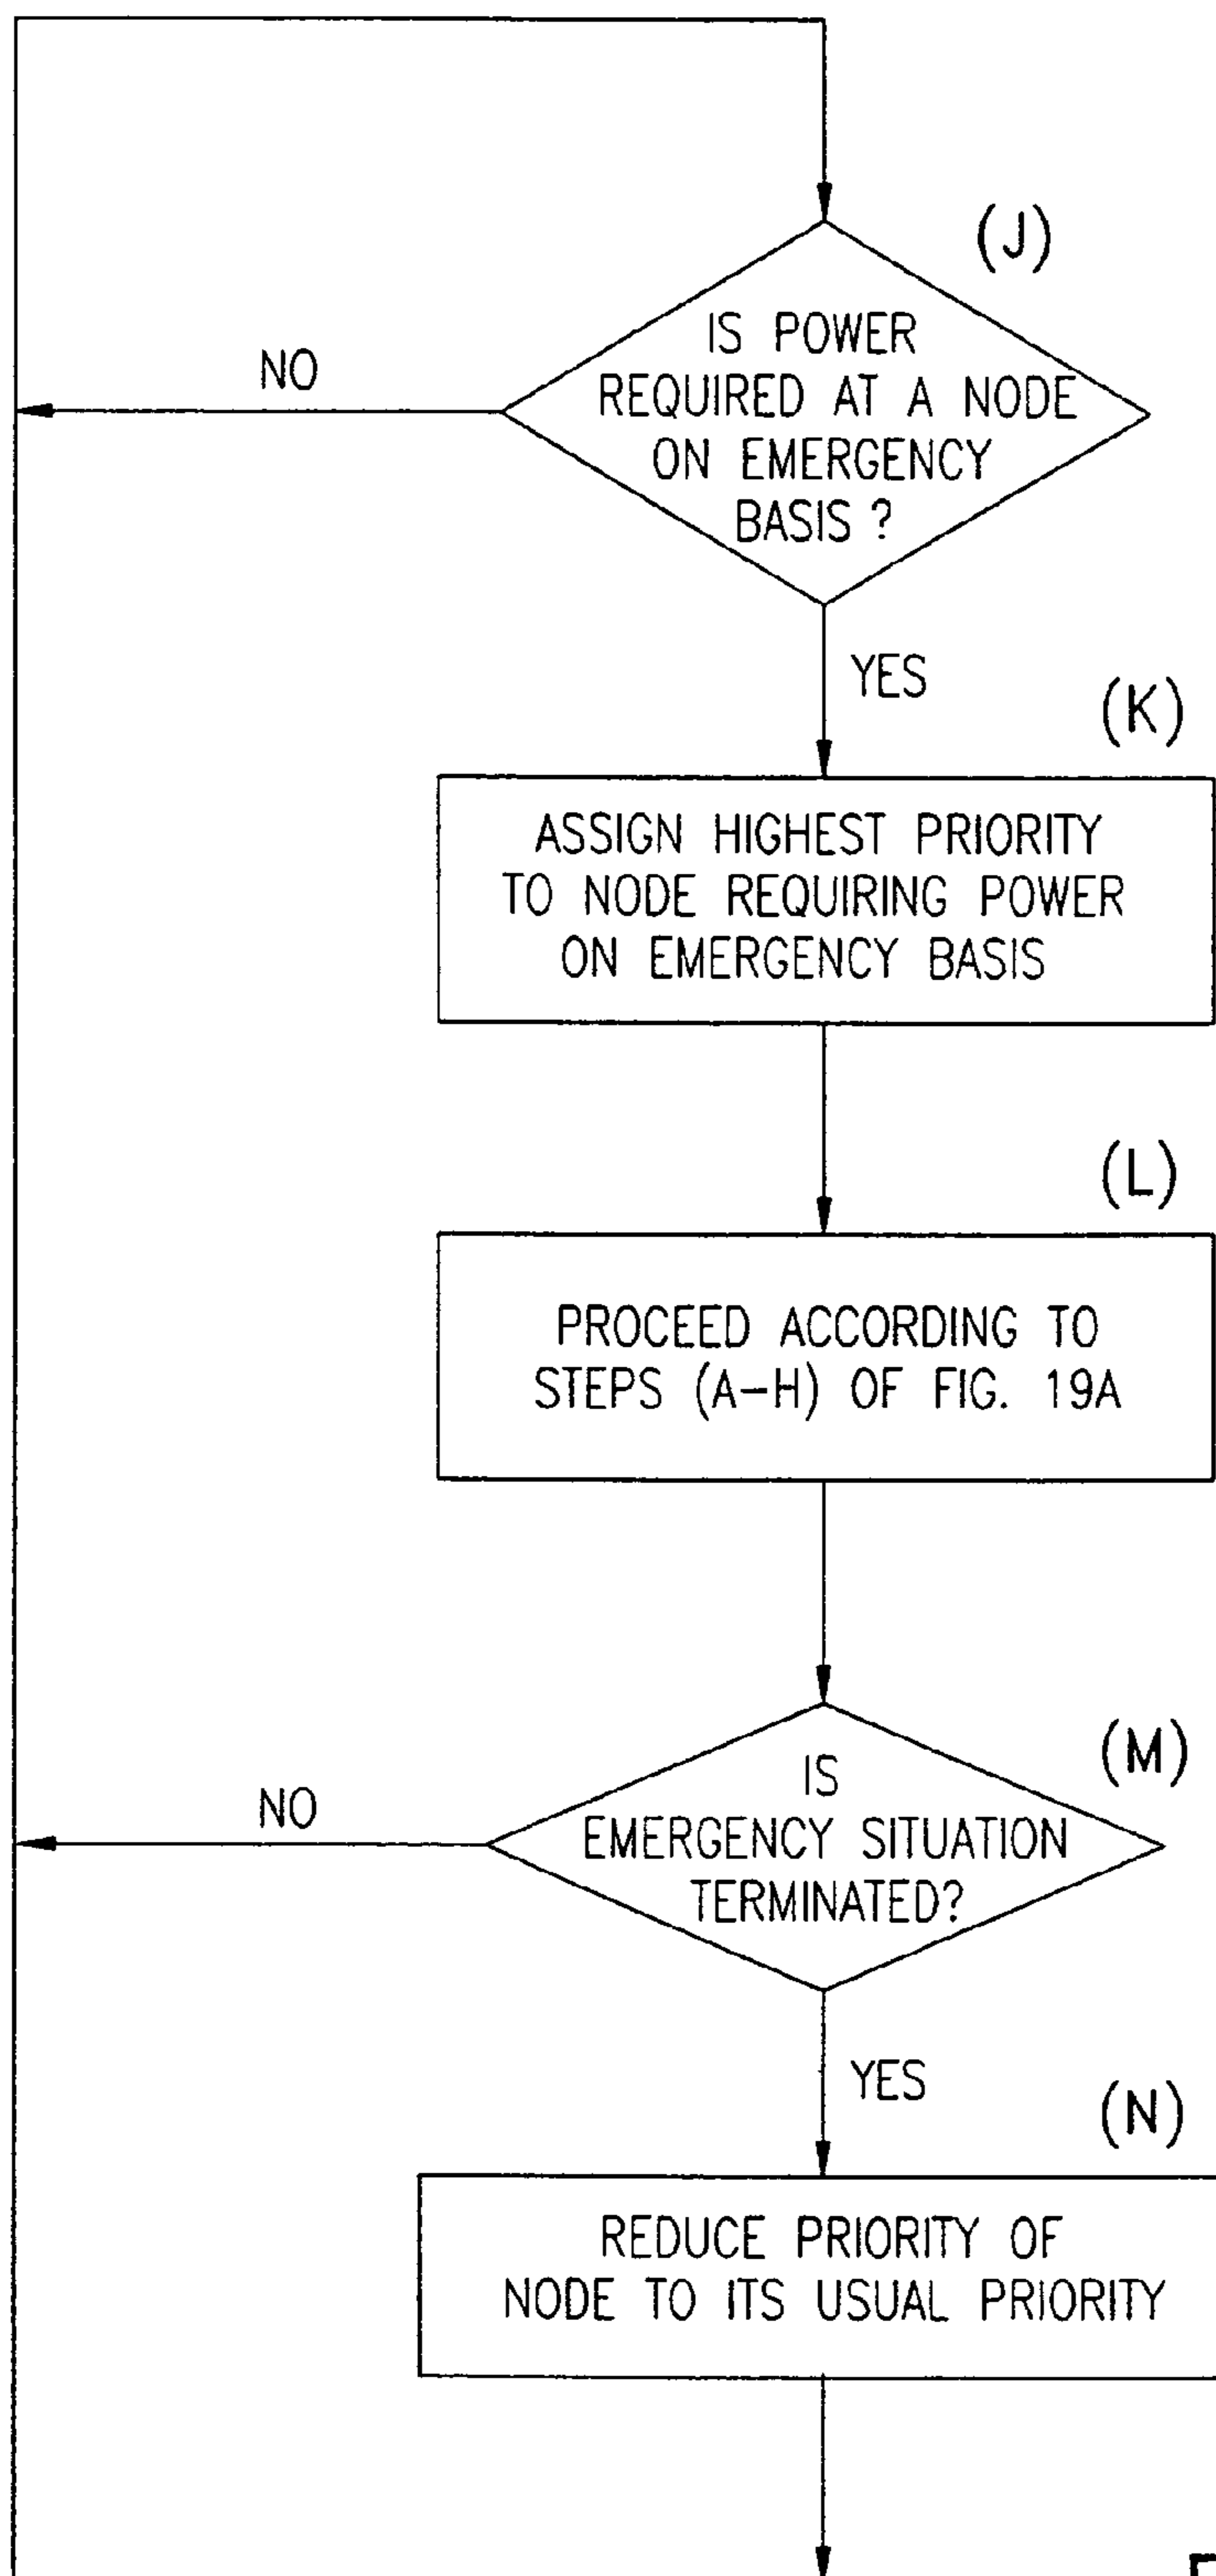 (J)
IS POWER
REQUIRED AT A NODE
ON EMERGENCY
BASIS ?
NO
YES
(K)
ASSIGN HIGHEST PRIORITY
TO NODE REQUIRING POWER
ON EMERGENCY BASIS
(L)
PROCEED ACCORDING TO
STEPS (A-H) OF FIG. 19A
(M)
IS
EMERGENCY SITUATION
TERMINATED?
NO
YES
(N)
REDUCE PRIORITY OF
NODE TO ITS USUAL PRIORITY